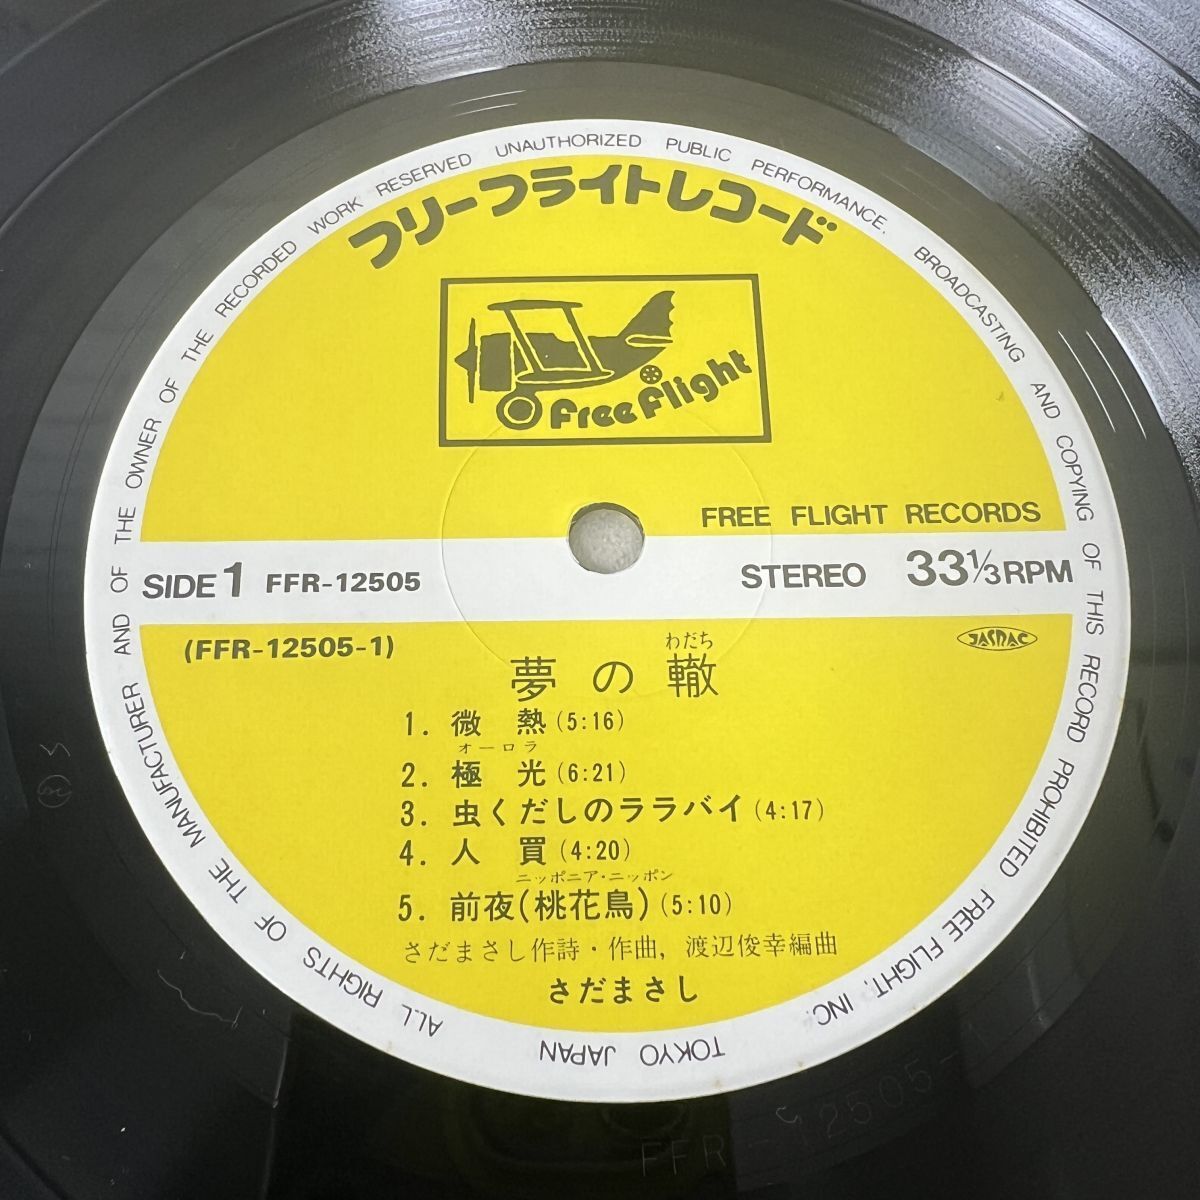 ALL RIGHTS OF THE MANUFACTURER AND OF THE OWNER OF THE RECORDED WORK RESERVED UNAUTHORIZED PUBLIC PERFORMANCE. BROADCASTING AND COPYING OF THIS RECORD PROHIBITED FREE FLIGHT, INC. TOKYO JAPAN
フリーフライトレコード
Free Flight
FREE FLIGHT RECORDS
SIDE 1 FFR-12505 STEREO 33 1/3 RPM
(FFR-12505-1)
JASRAC
わだち
夢の轍
1. 微熱 (5:16)
オーロラ
2. 極光 (6:21)
3. 虫くだしのララバイ (4:17)
4. 人買 (4:20)
ニッポニア・ニッポン
5. 前夜(桃花鳥) (5:10)
さだまさし作詩・作曲, 渡辺俊幸編曲
さだまさし
FFR-12505-